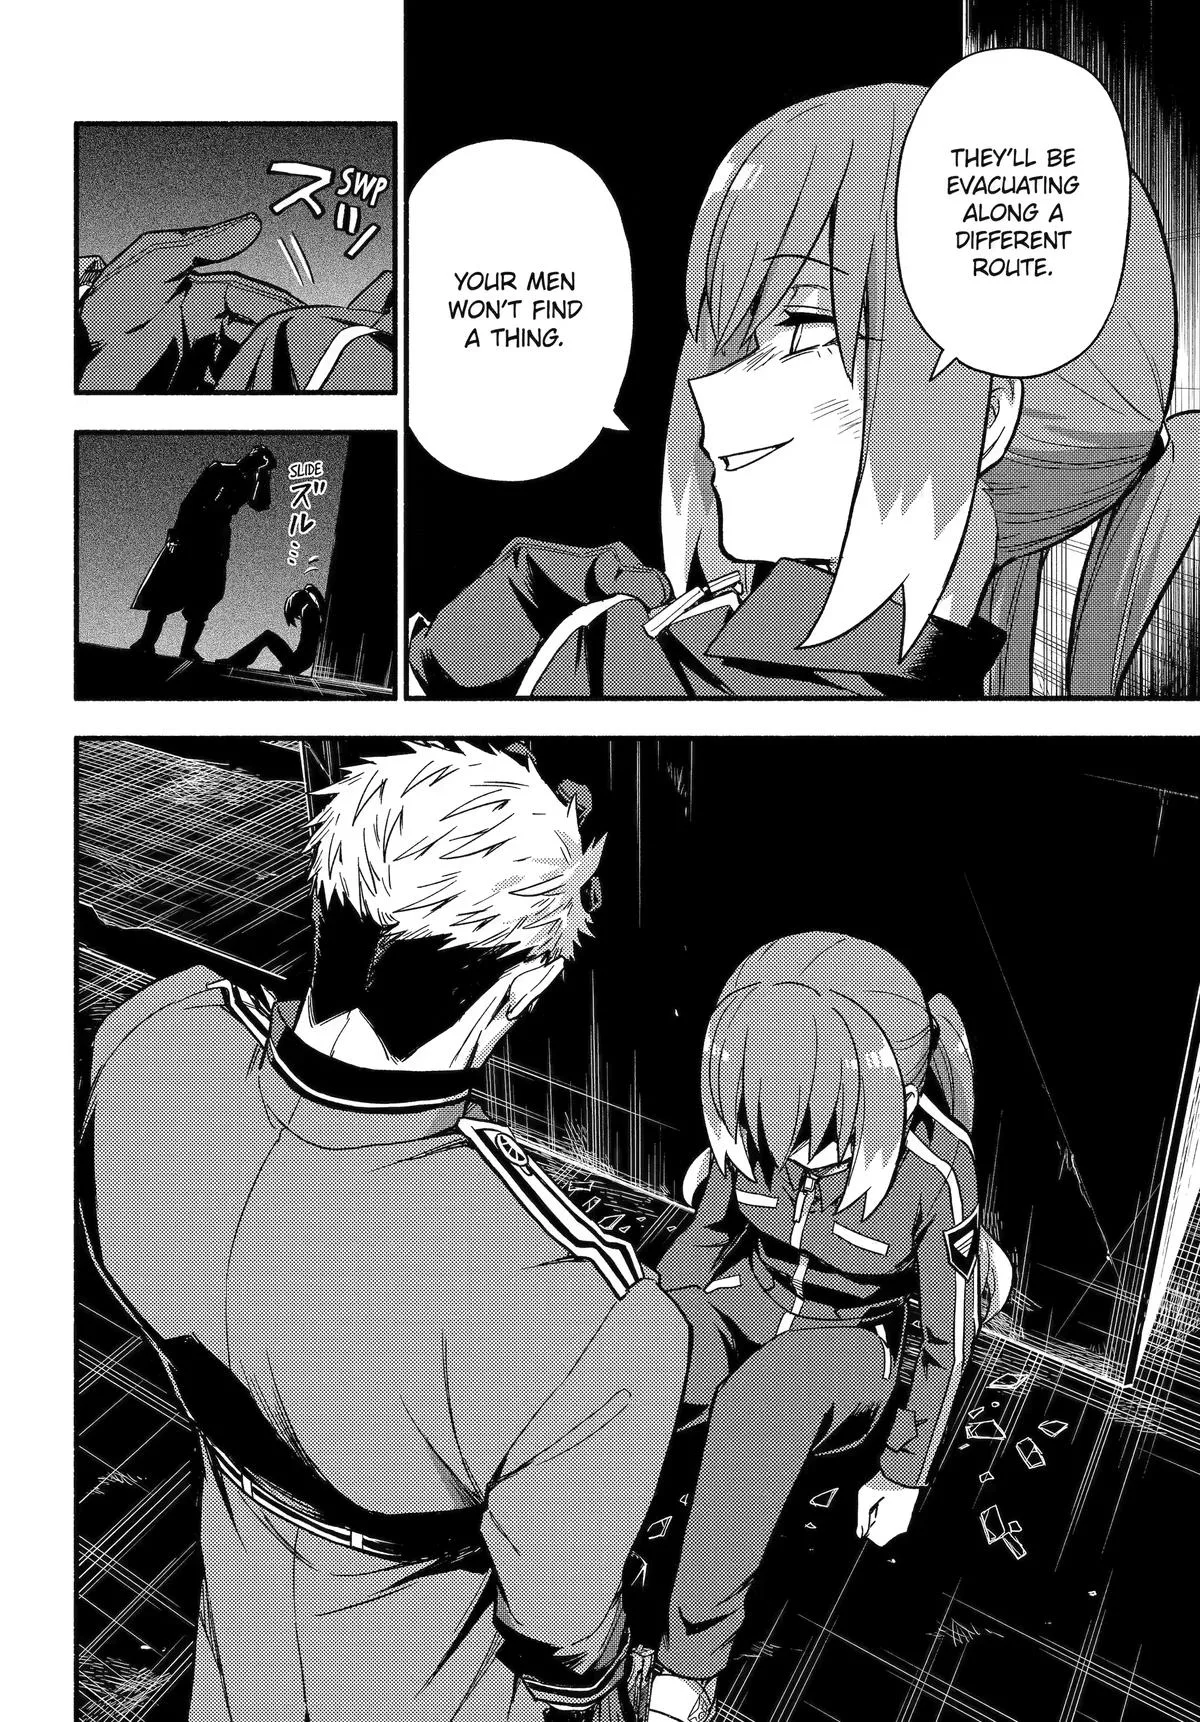 THEY'LL BE
EVACUATING
ALONG A
DIFFERENT
ROUTE.
YOUR MEN
WON'T FIND
A THING.
SWP
スッ
SLIDE
ズル…